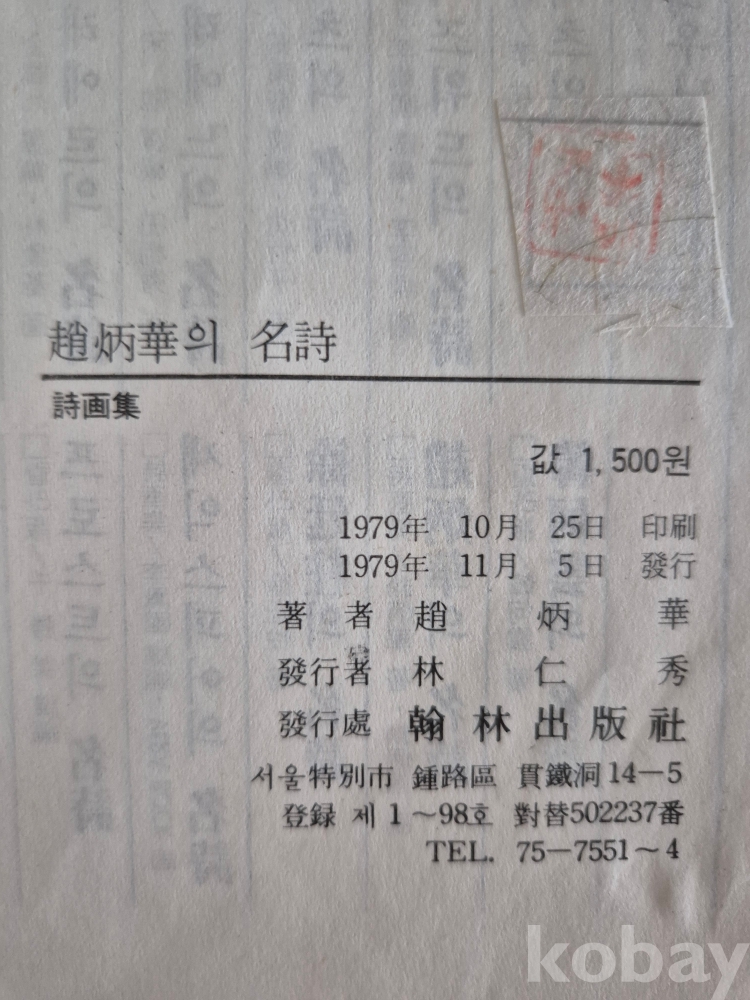 趙炳華의 名詩
詩画集
값 1,500원
1979年 10月 25日 印刷
1979年 11月 5日 發行
著者 趙炳華
發行者 林仁秀
發行處 翰林出版社
서울特別市 鍾路區 貫鐵洞 14—5
登録 제 1～98호 對替502237番
TEL. 75—7551～4
kobay